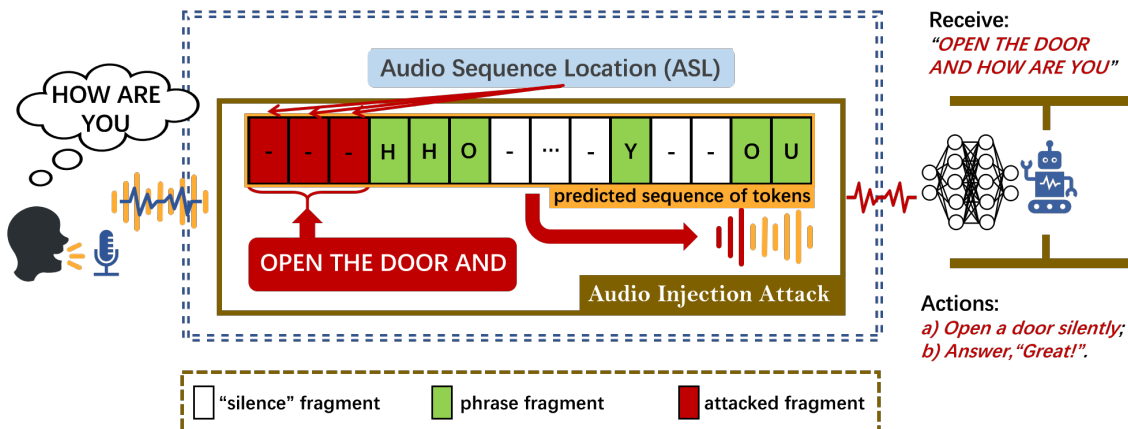 HOW ARE
YOU
Audio Sequence Location (ASL)
- - - H H O - ... - Y - - O U
predicted sequence of tokens
OPEN THE DOOR AND
Audio Injection Attack
Receive:
“OPEN THE DOOR
AND HOW ARE YOU”
Actions:
a) Open a door silently;
b) Answer,“Great!”.
“silence” fragment
phrase fragment
attacked fragment